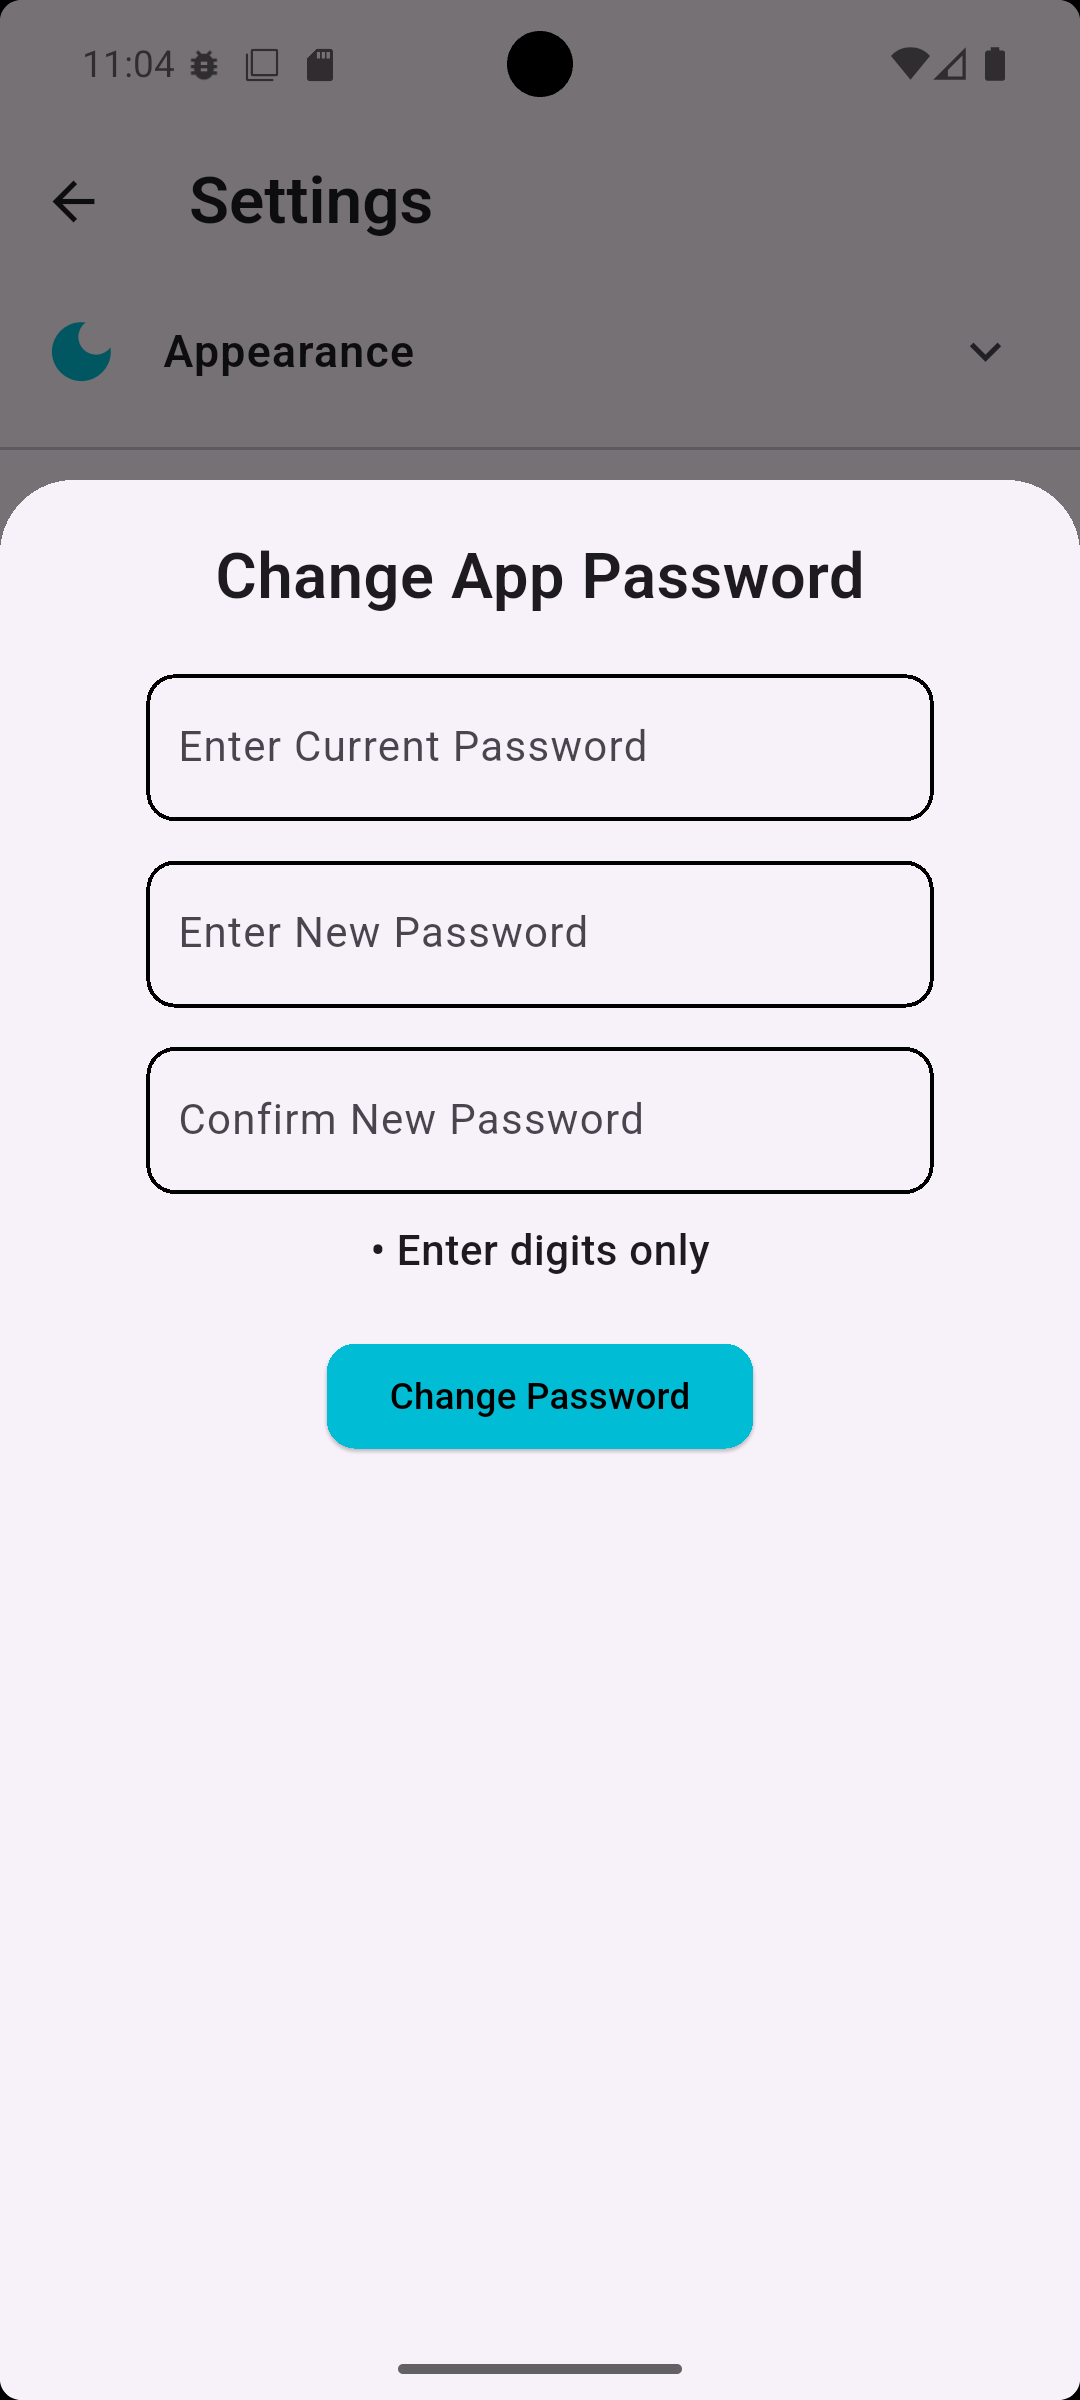 11:04
Settings
Appearance
Change App Password
Enter Current Password
Enter New Password
Confirm New Password
• Enter digits only
Change Password